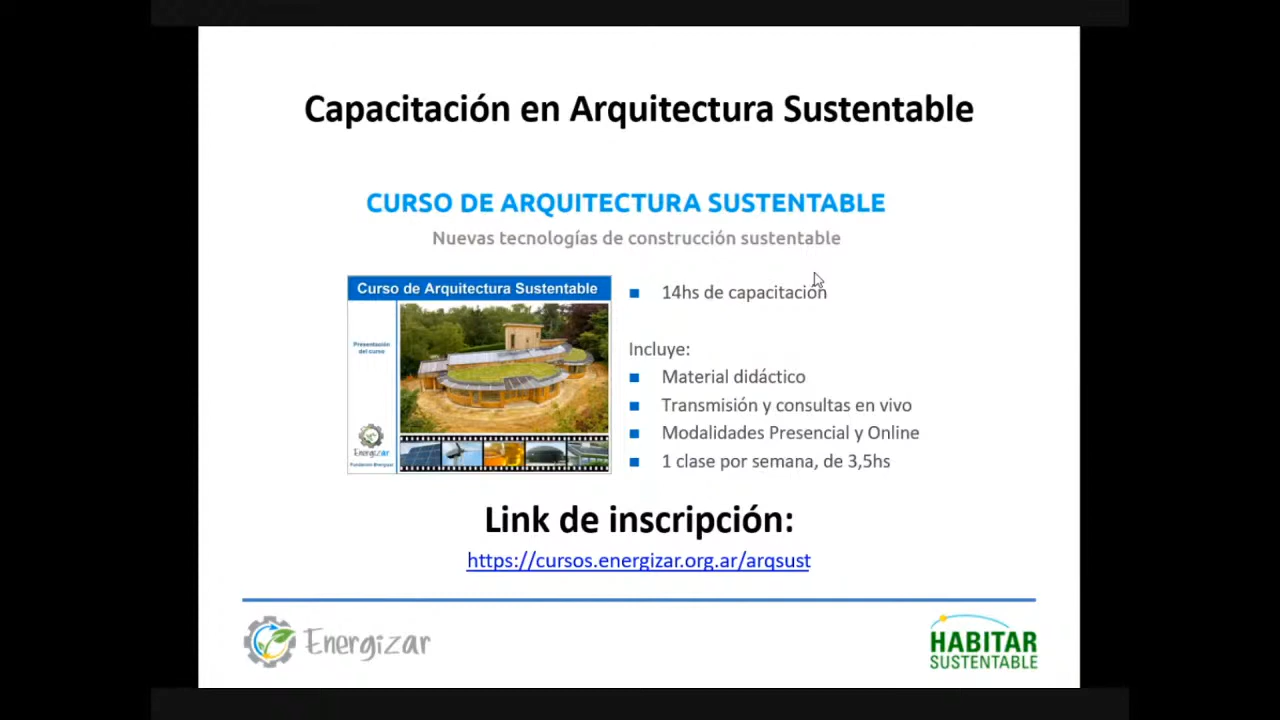 Capacitación en Arquitectura Sustentable
CURSO DE ARQUITECTURA SUSTENTABLE
Nuevas tecnologías de construcción sustentable
Curso de Arquitectura Sustentable
Presentación
del curso
Energizar
Fundación Energizar
14hs de capacitación
Incluye:
Material didáctico
Transmisión y consultas en vivo
Modalidades Presencial y Online
1 clase por semana, de 3,5hs
Link de inscripción:
https://cursos.energizar.org.ar/arqsust
Energizar
HABITAR
SUSTENTABLE